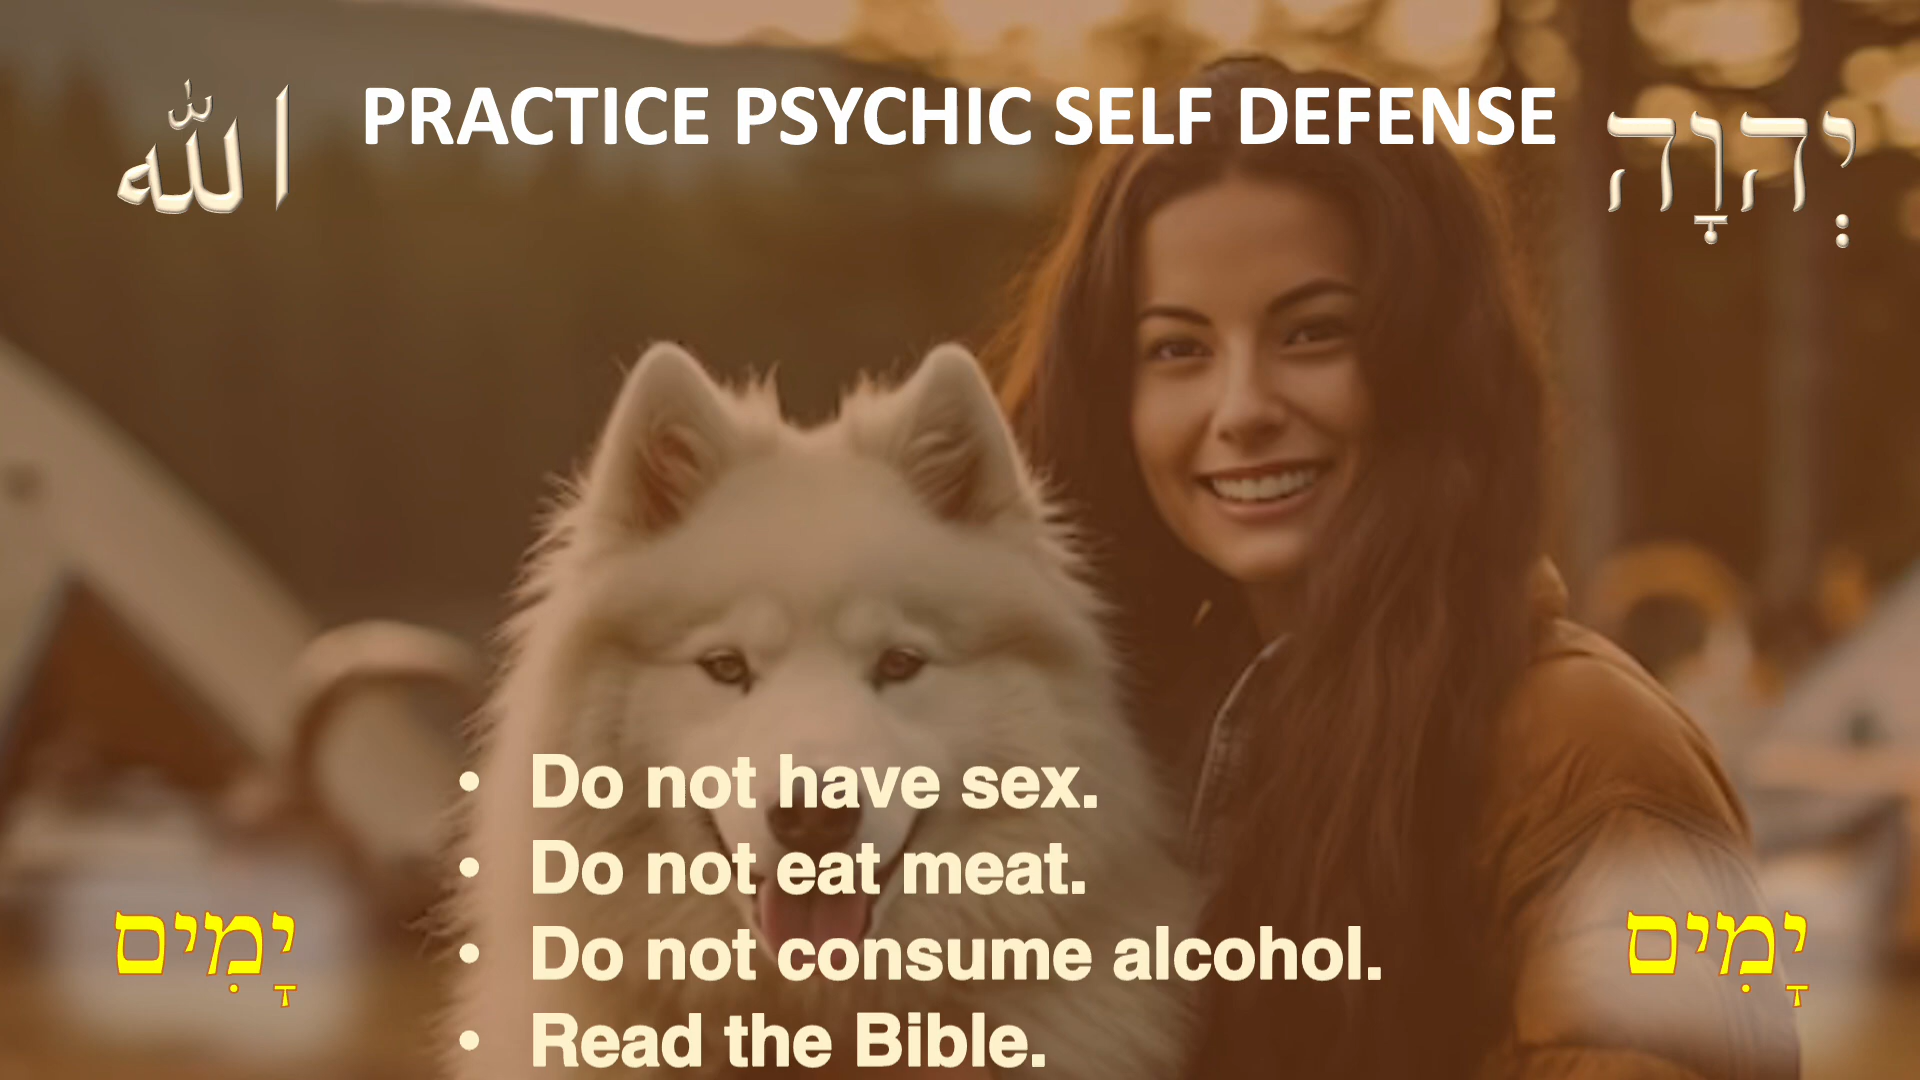 الله
PRACTICE PSYCHIC SELF DEFENSE
יְהוָה
• Do not have sex.
• Do not eat meat.
• Do not consume alcohol.
• Read the Bible.
יָמִים
יָמִים